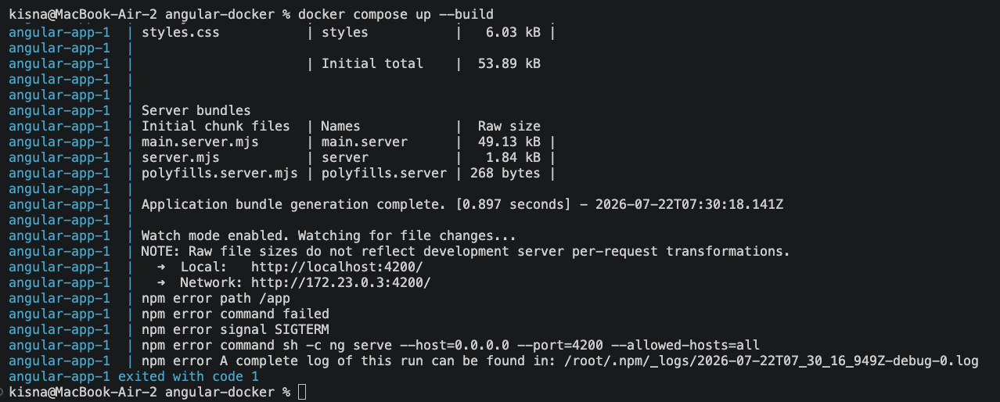 kisna@MacBook-Air-2 angular-docker % docker compose up --build
angular-app-1  | styles.css            | styles           |   6.03 kB |
angular-app-1  |
angular-app-1  |                       | Initial total    |  53.89 kB
angular-app-1  |
angular-app-1  |
angular-app-1  | Server bundles
angular-app-1  | Initial chunk files  | Names            |  Raw size
angular-app-1  | main.server.mjs      | main.server      |  49.13 kB |
angular-app-1  | server.mjs           | server           |   1.84 kB |
angular-app-1  | polyfills.server.mjs | polyfills.server | 268 bytes |
angular-app-1  |
angular-app-1  | Application bundle generation complete. [0.897 seconds] - 2026-07-22T07:30:18.141Z
angular-app-1  |
angular-app-1  | Watch mode enabled. Watching for file changes...
angular-app-1  | NOTE: Raw file sizes do not reflect development server per-request transformations.
angular-app-1  |   ➜  Local:   http://localhost:4200/
angular-app-1  |   ➜  Network: http://172.23.0.3:4200/
angular-app-1  | npm error path /app
angular-app-1  | npm error command failed
angular-app-1  | npm error signal SIGTERM
angular-app-1  | npm error command sh -c ng serve --host=0.0.0.0 --port=4200 --allowed-hosts=all
angular-app-1  | npm error A complete log of this run can be found in: /root/.npm/_logs/2026-07-22T07_30_16_949Z-debug-0.log
angular-app-1 exited with code 1
kisna@MacBook-Air-2 angular-docker %